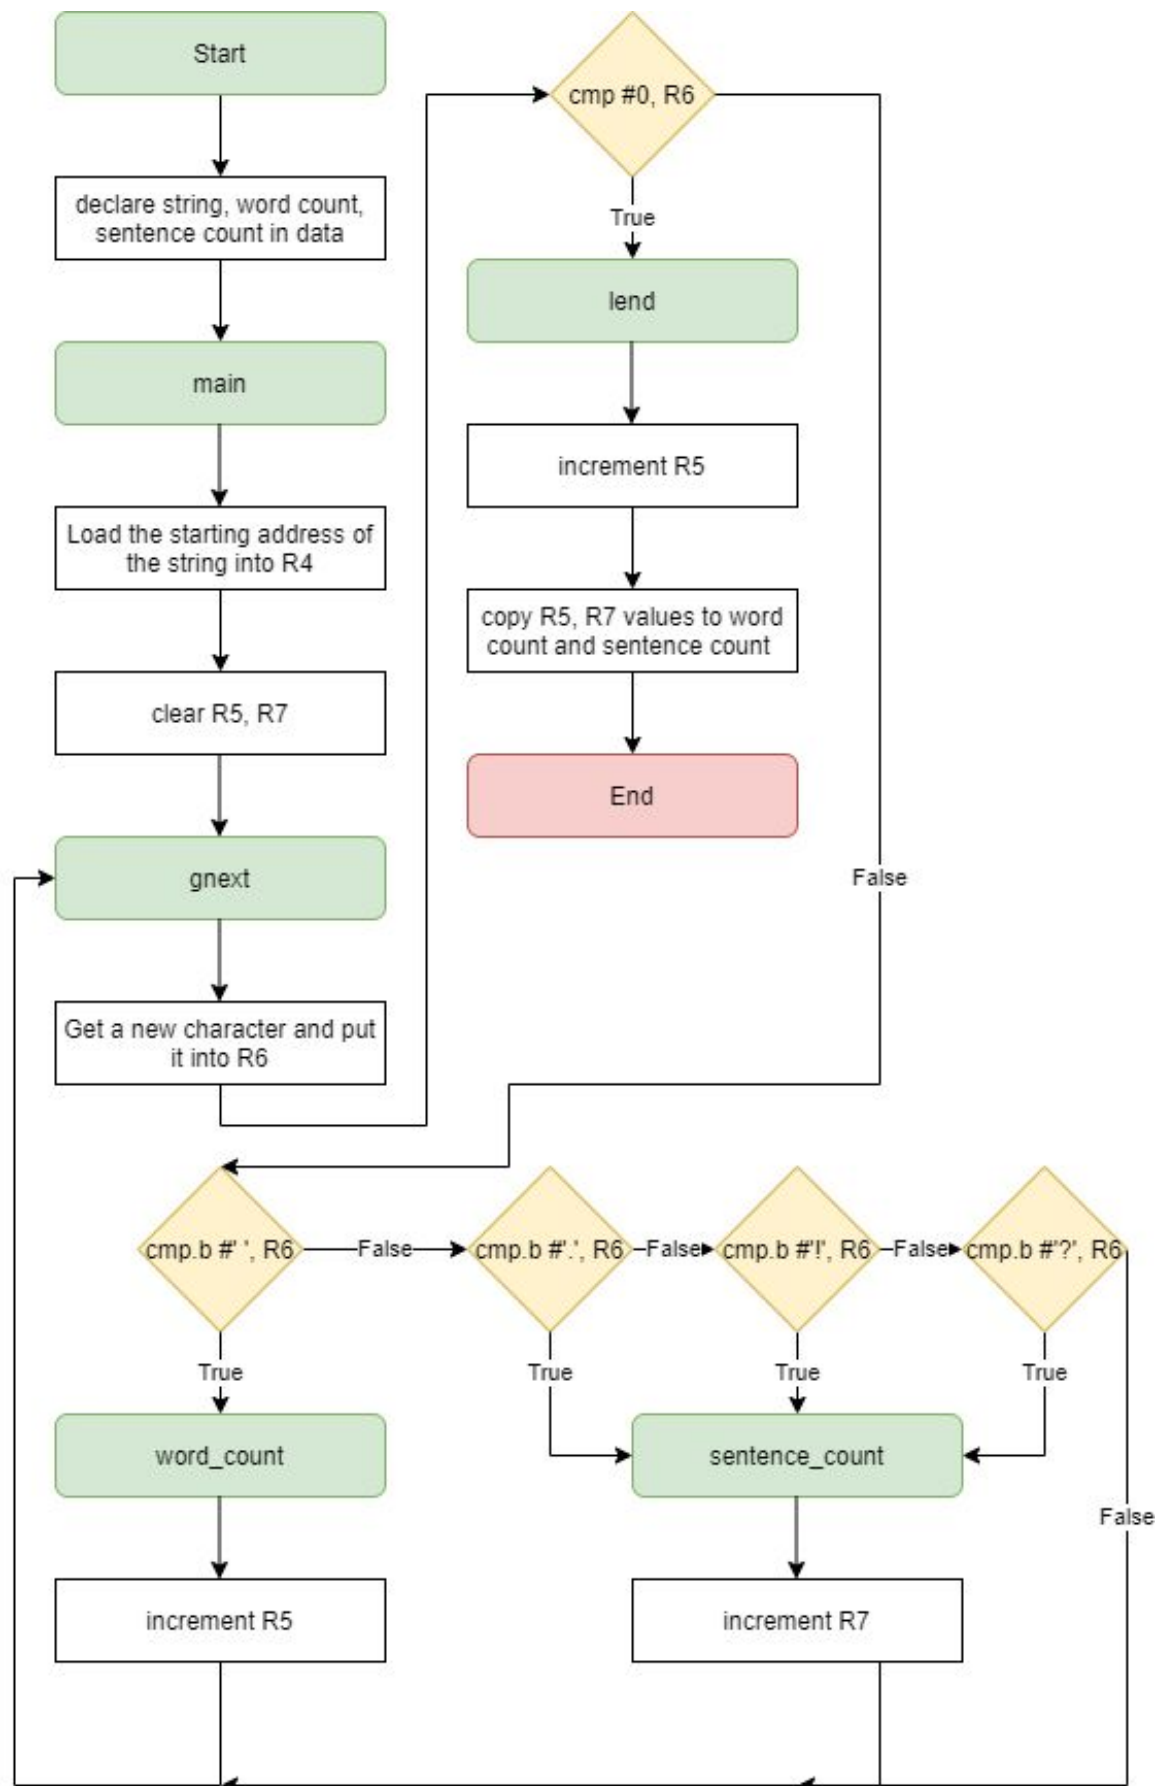 Start
declare string, word count,
sentence count in data
main
Load the starting address of
the string into R4
clear R5, R7
gnext
Get a new character and put
it into R6
cmp #0, R6
True
lend
increment R5
copy R5, R7 values to word
count and sentence count
End
False
cmp.b #' ', R6
False
cmp.b #'.', R6
False
cmp.b #'!', R6
False
cmp.b #'?', R6
True
True
True
True
word_count
sentence_count
False
increment R5
increment R7